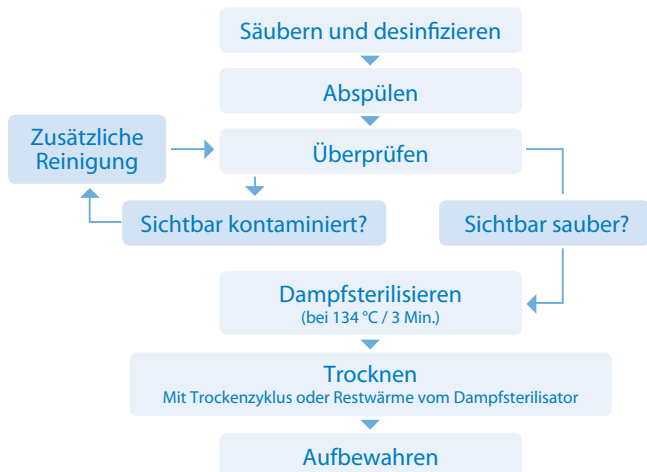 Säubern und desinfizieren
Abspülen
Zusätzliche
Reinigung
Überprüfen
Sichtbar kontaminiert?
Sichtbar sauber?
Dampfsterilisieren
(bei 134 °C / 3 Min.)
Trocknen
Mit Trockenzyklus oder Restwärme vom Dampfsterilisator
Aufbewahren